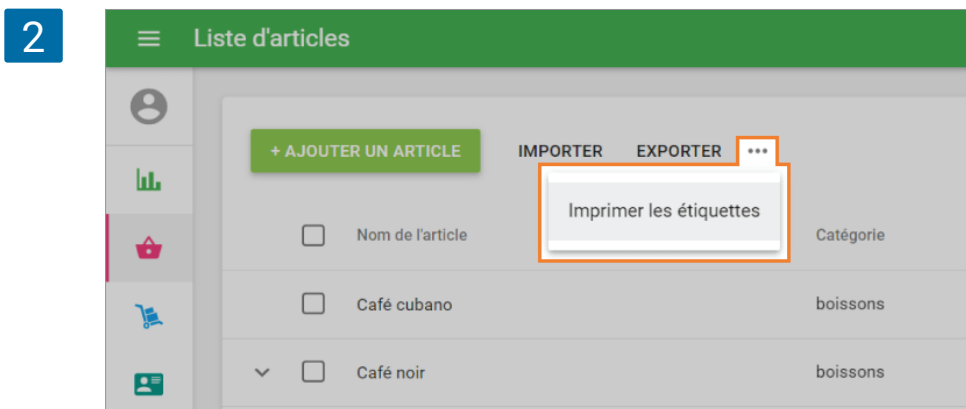 2
Liste d'articles
+ AJOUTER UN ARTICLE IMPORTER EXPORTER •••
Imprimer les étiquettes
Nom de l'article Catégorie
Café cubano boissons
Café noir boissons